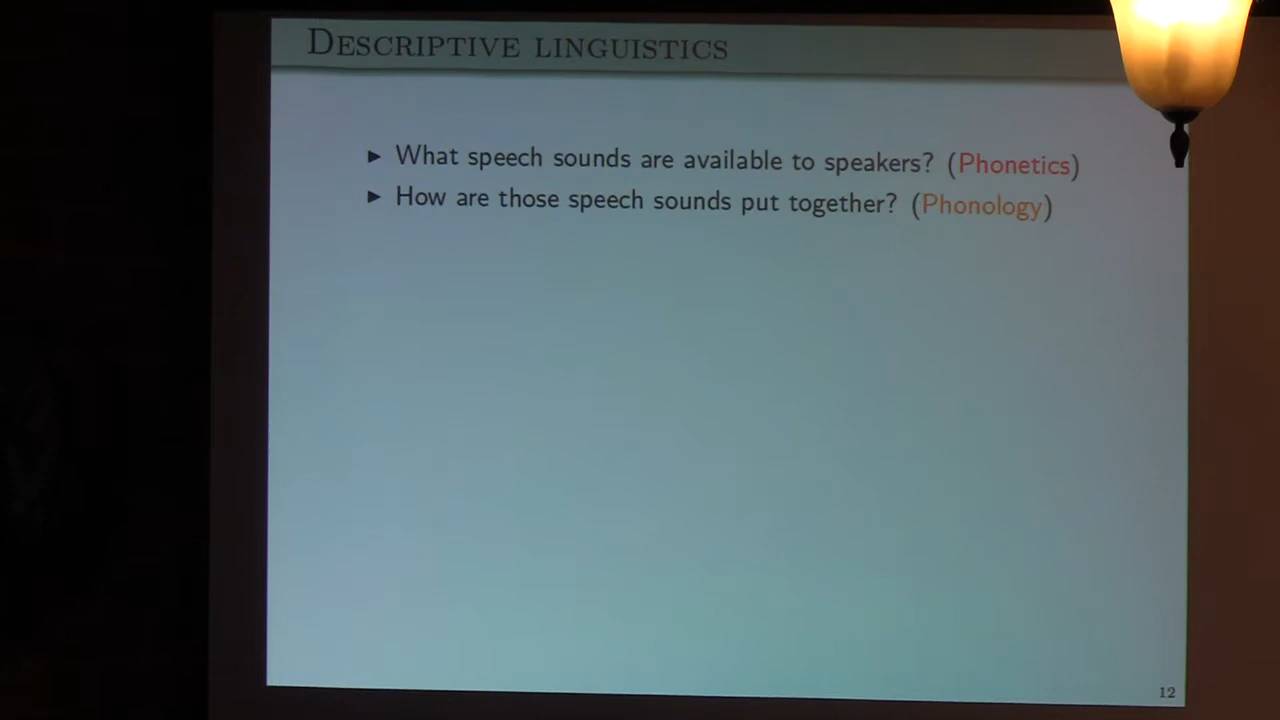 Descriptive linguistics
► What speech sounds are available to speakers? (Phonetics)
► How are those speech sounds put together? (Phonology)
12